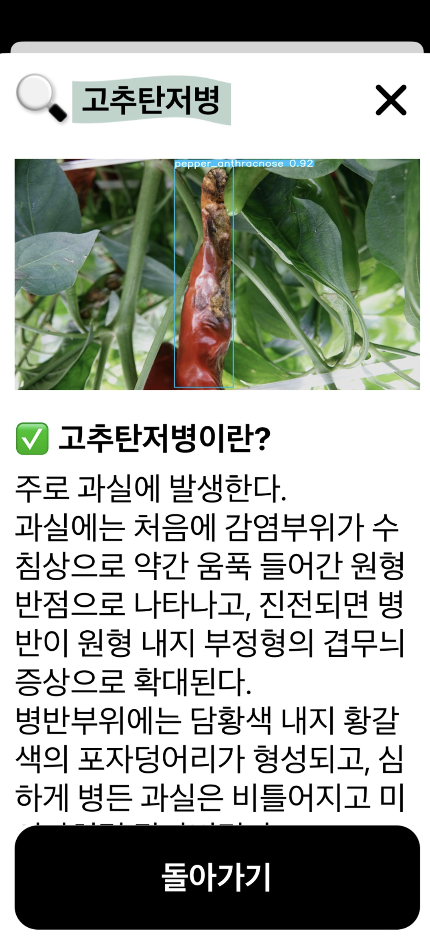 고추탄저병
pepper_anthracnose 0.92
고추탄저병이란?
주로 과실에 발생한다.
과실에는 처음에 감염부위가 수
침상으로 약간 움푹 들어간 원형
반점으로 나타나고, 진전되면 병
반이 원형 내지 부정형의 겹무늬
증상으로 확대된다.
병반부위에는 담황색 내지 황갈
색의 포자덩어리가 형성되고, 심
하게 병든 과실은 비틀어지고 미
돌아가기